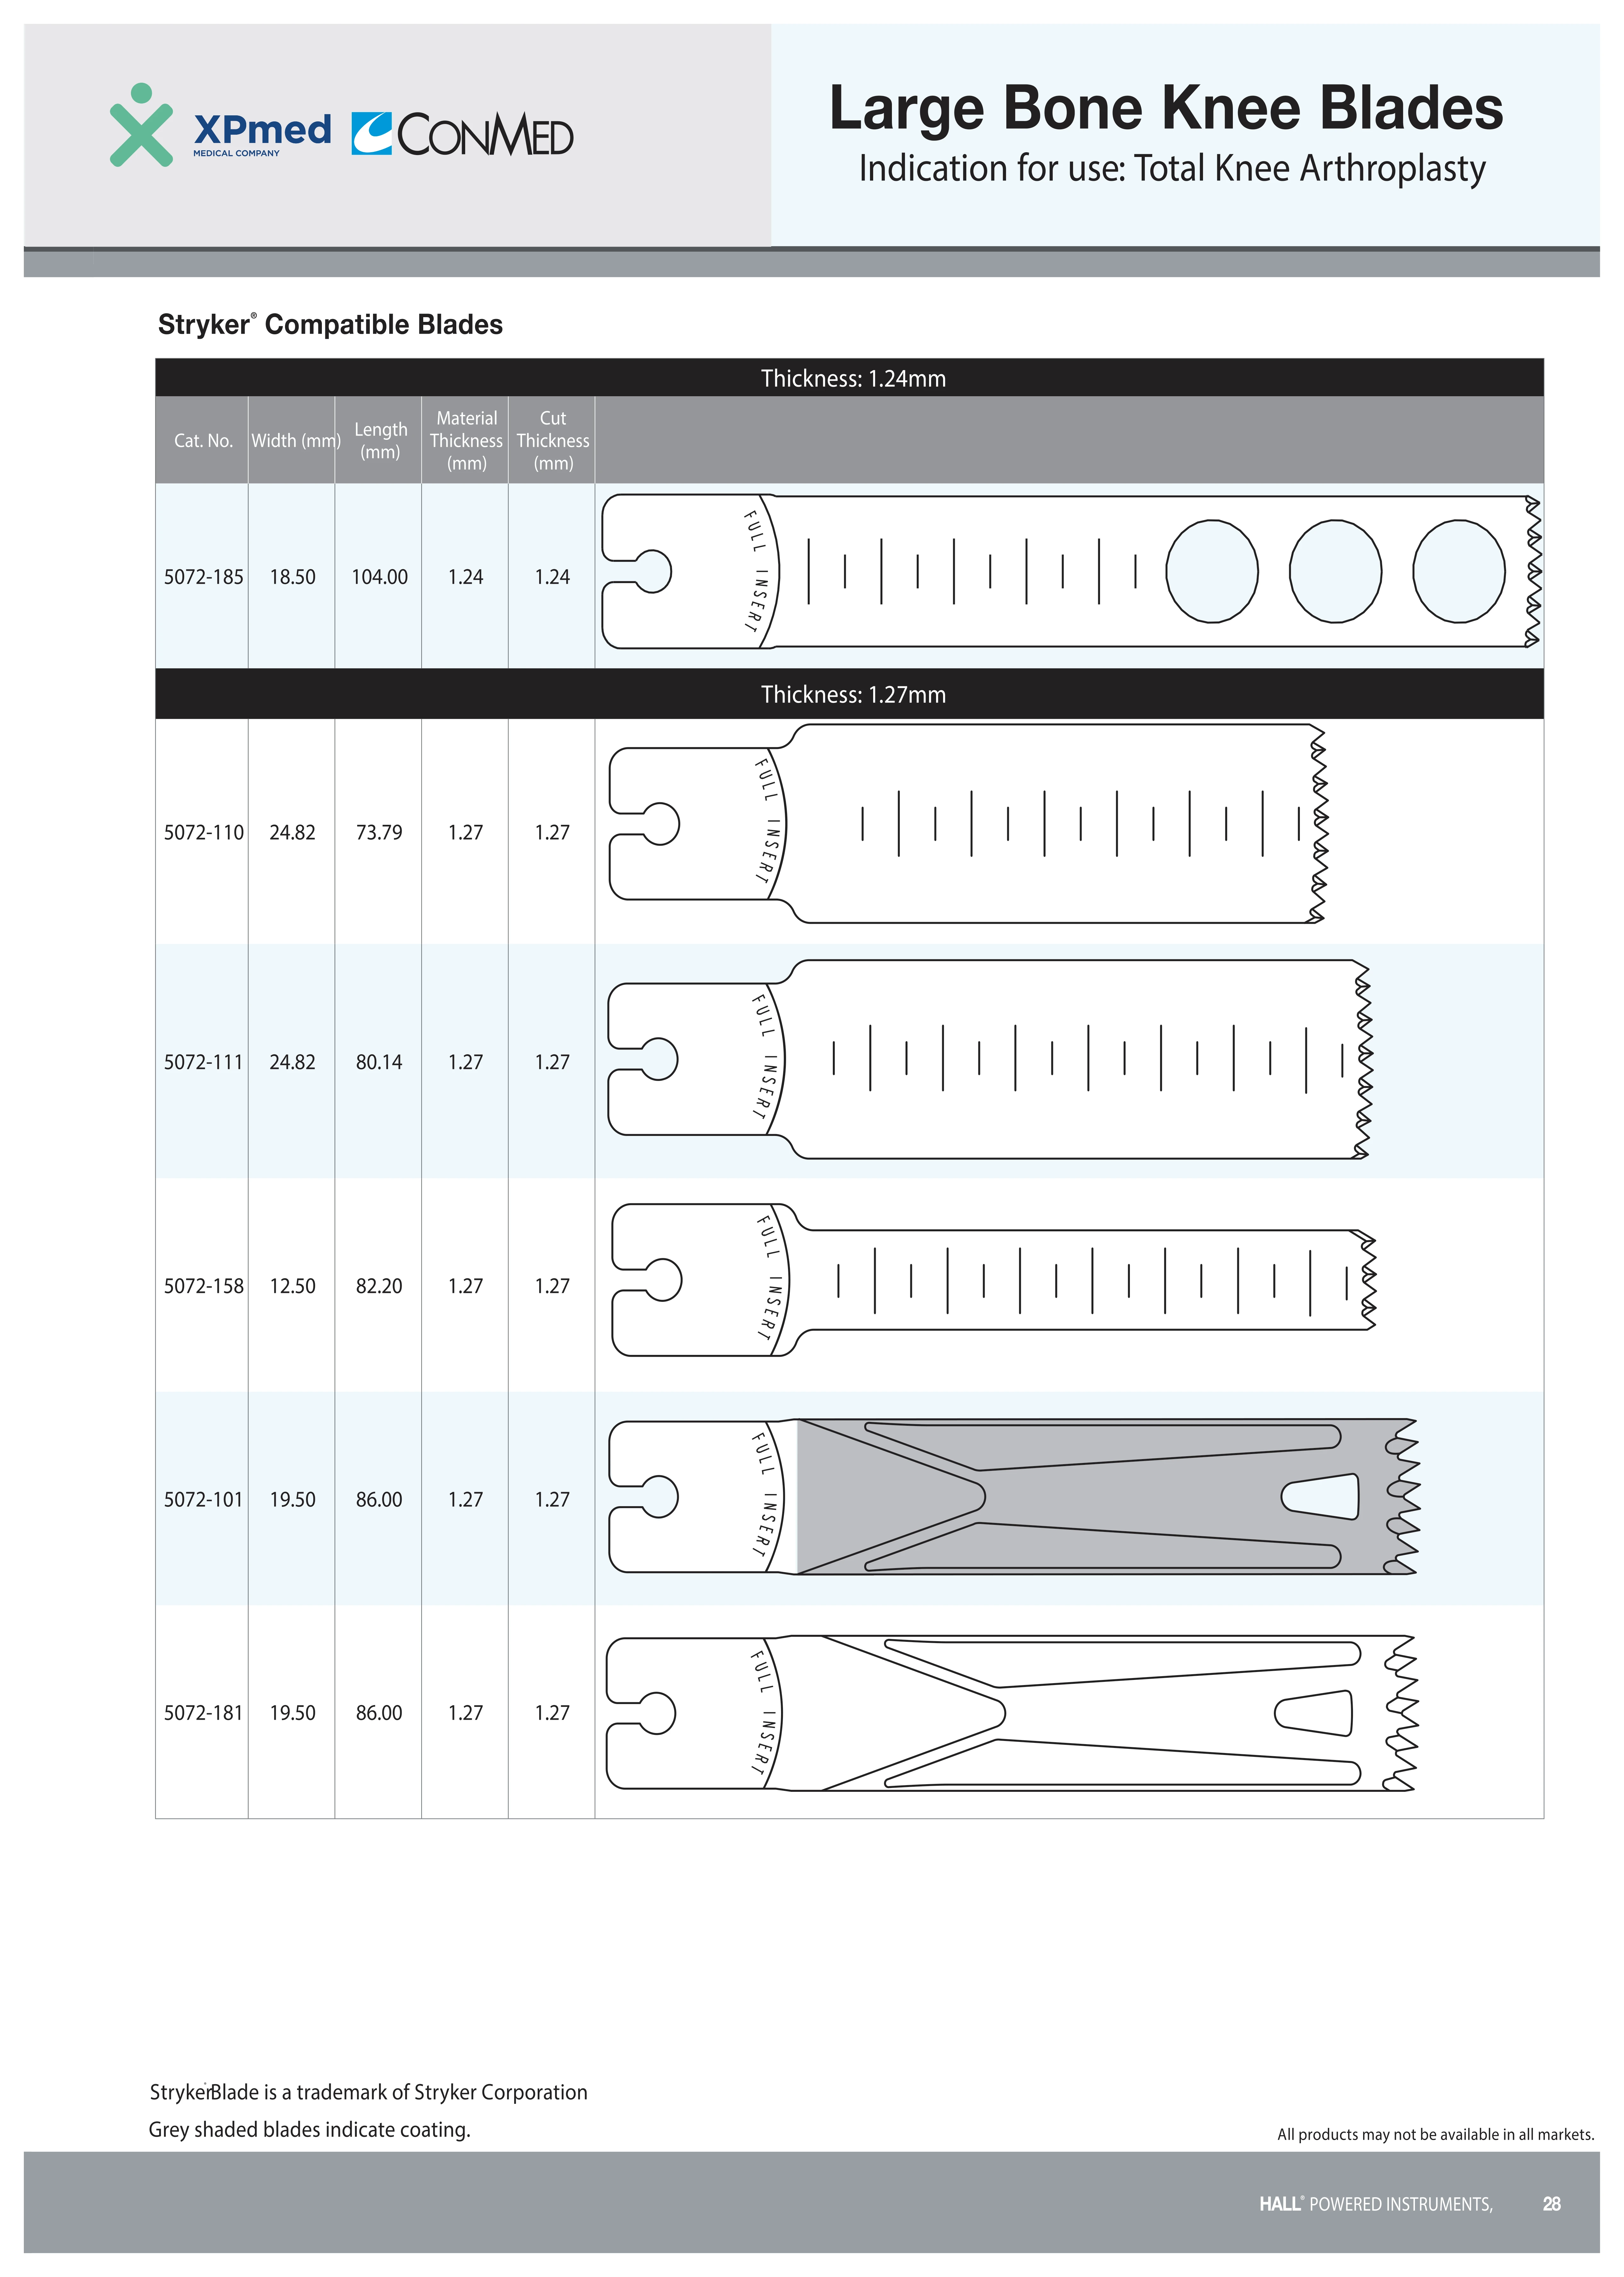 XPmed
MEDICAL COMPANY
CONMED
Large Bone Knee Blades
Indication for use: Total Knee Arthroplasty
Stryker® Compatible Blades
Thickness: 1.24mm
Cat. No. Width (mm) Length (mm) Material Thickness (mm) Cut Thickness (mm)
5072-185 18.50 104.00 1.24 1.24 FULL INSERT
Thickness: 1.27mm
5072-110 24.82 73.79 1.27 1.27 FULL INSERT
5072-111 24.82 80.14 1.27 1.27 FULL INSERT
5072-158 12.50 82.20 1.27 1.27 FULL INSERT
5072-101 19.50 86.00 1.27 1.27 FULL INSERT
5072-181 19.50 86.00 1.27 1.27 FULL INSERT
Stryker®Blade is a trademark of Stryker Corporation
Grey shaded blades indicate coating.
All products may not be available in all markets.
HALL® POWERED INSTRUMENTS, 28